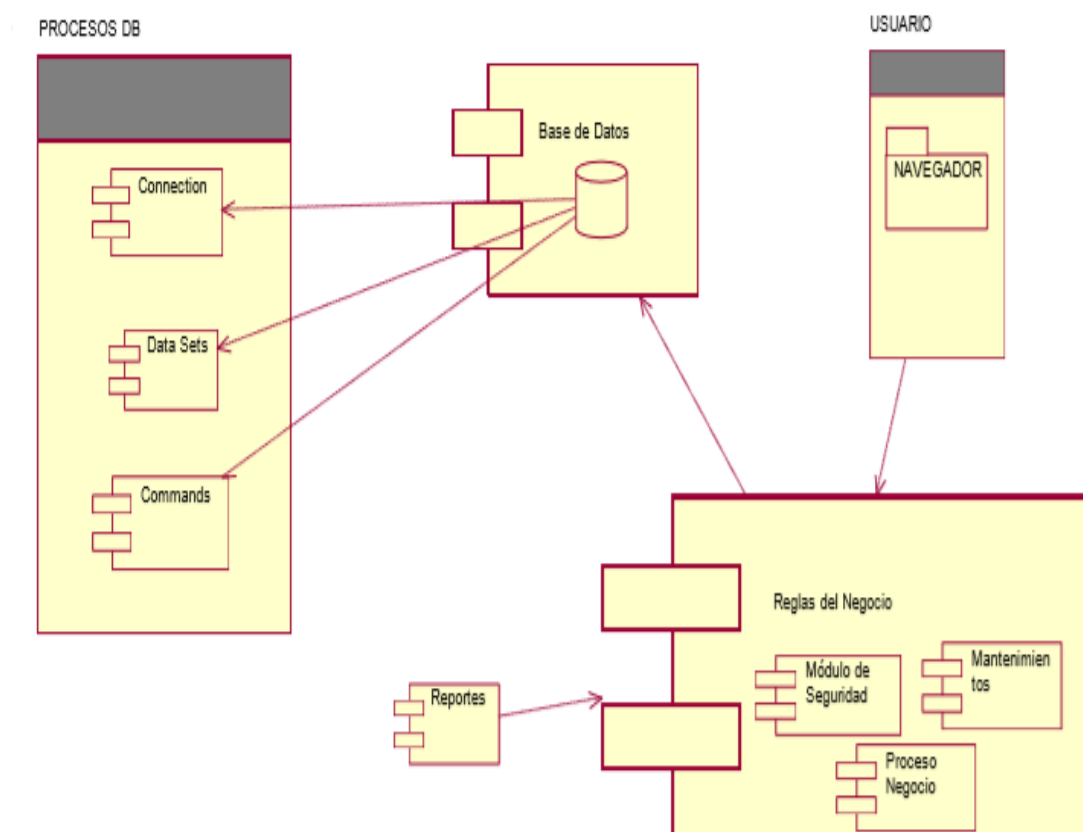 PROCESOS DB
USUARIO
Connection
Base de Datos
NAVEGADOR
Data Sets
Commands
Reglas del Negocio
Reportes
Módulo de
Seguridad
Mantenimien
tos
Proceso
Negocio